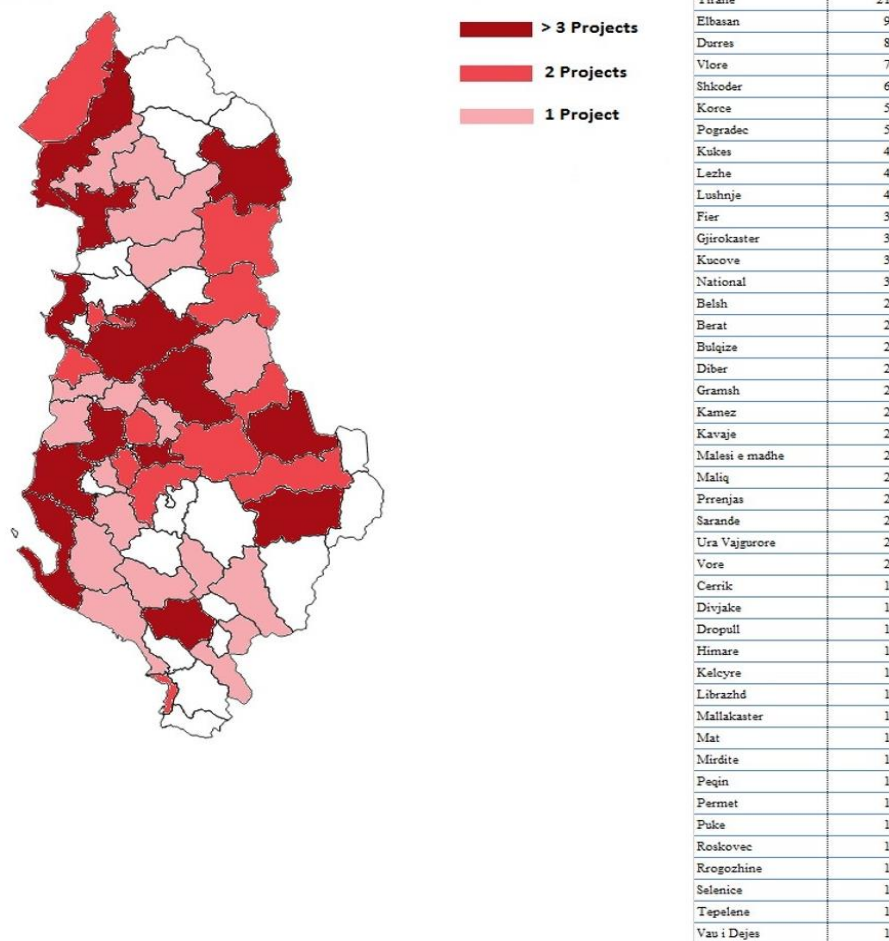 > 3 Projects
2 Projects
1 Project
Tirane 21
Elbasan 9
Durres 8
Vlore 7
Shkoder 6
Korce 5
Pogradec 5
Kukes 4
Lezhe 4
Lushnje 4
Fier 3
Gjirokaster 3
Kucove 3
National 3
Belsh 2
Berat 2
Bulqize 2
Diber 2
Gramsh 2
Kamez 2
Kavaje 2
Malesi e madhe 2
Maliq 2
Prrenjas 2
Sarande 2
Ura Vajgurore 2
Vore 2
Cerrik 1
Divjake 1
Dropull 1
Himare 1
Kelcyre 1
Librazhd 1
Mallakaster 1
Mat 1
Mirdite 1
Peqin 1
Permet 1
Puke 1
Roskovec 1
Rrogozhine 1
Selenice 1
Tepelene 1
Vau i Dejes 1